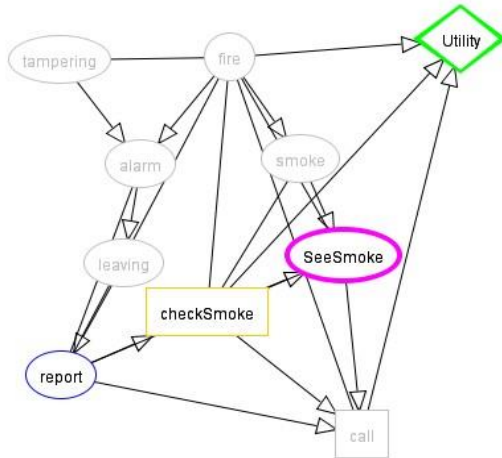 Utility
tampering
fire
alarm
smoke
leaving
SeeSmoke
checkSmoke
report
call